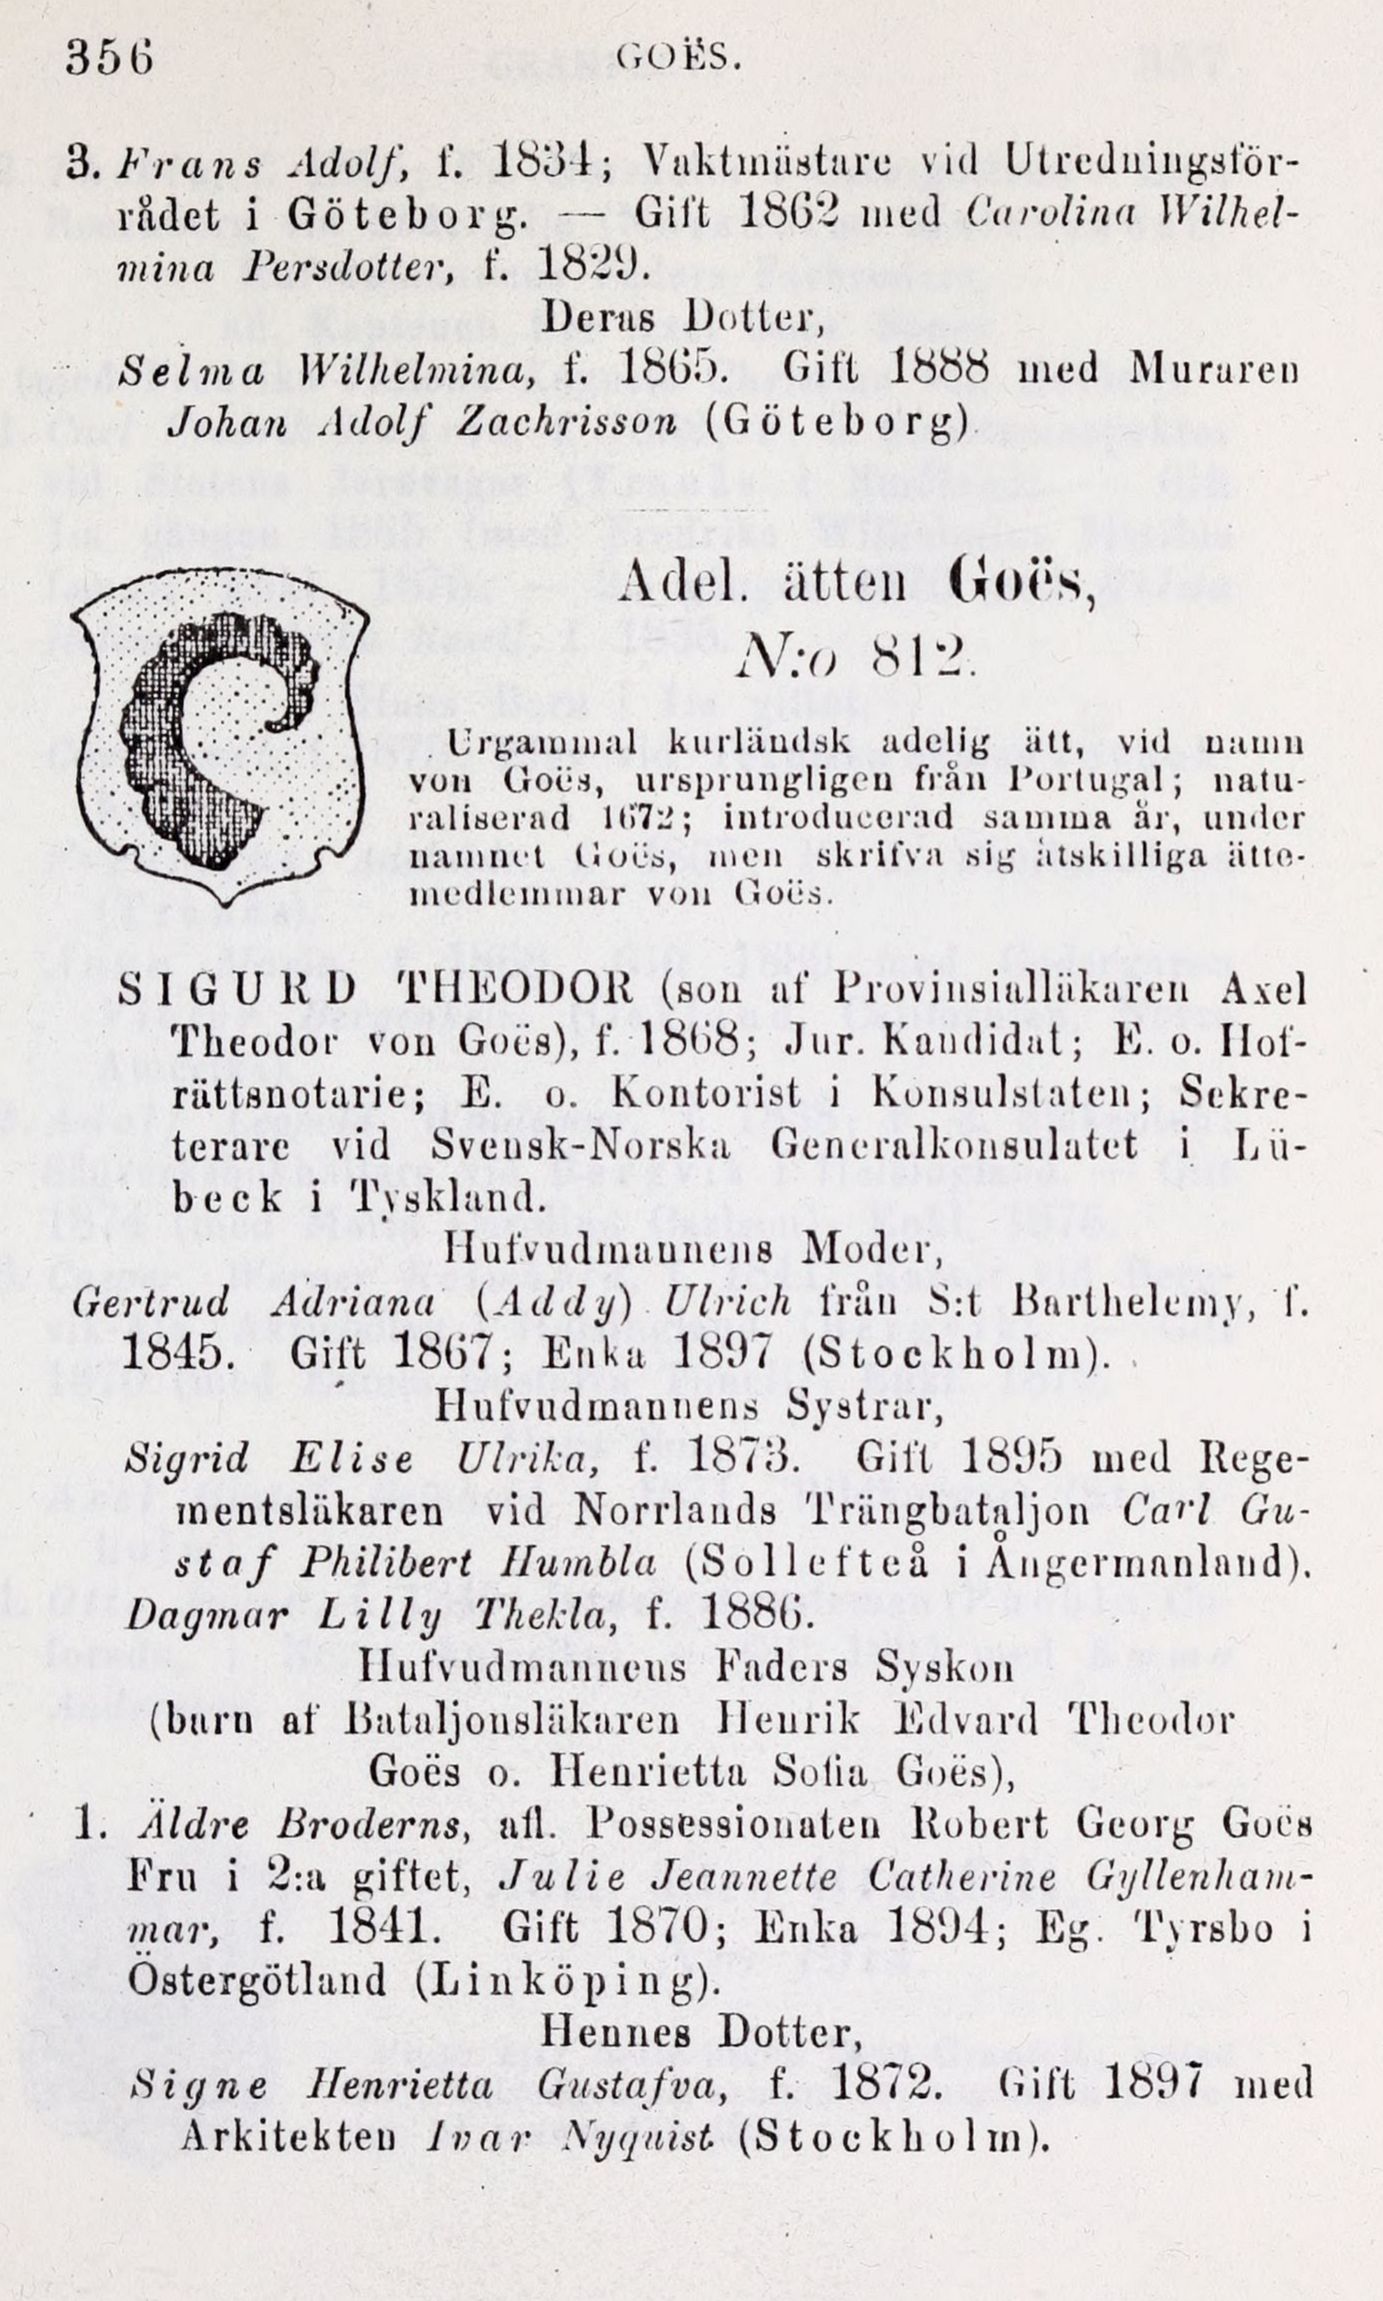 356 GOËS.
3. Frans Adolf, f. 1834; Vaktmästare vid Utredningsför-
rådet i Göteborg. — Gift 1862 med Carolina Wilhel-
mina Persdotter, f. 1829.
Deras Dotter,
Selma Wilhelmina, f. 1865. Gift 1888 med Muraren
Johan Adolf Zachrisson (Göteborg).
Adel. ätten Goës,
N:o 812.
Urgammal kurländsk adelig ätt, vid namn
von Goës, ursprungligen från Portugal; natu-
raliserad 1672; introducerad samma år, under
namnet Goës, men skrifva sig åtskilliga ätte-
medlemmar von Goës.
SIGURD THEODOR (son af Provinsialläkaren Axel
Theodor von Goës), f. 1868; Jur. Kandidat; E. o. Hof-
rättsnotarie; E. o. Kontorist i Konsulstaten; Sekre-
terare vid Svensk-Norska Generalkonsulatet i Lü-
beck i Tyskland.
Hufvudmannens Moder,
Gertrud Adriana (Addy) Ulrich från S:t Barthelemy, f.
1845. Gift 1867; Enka 1897 (Stockholm).
Hufvudmannens Systrar,
Sigrid Elise Ulrika, f. 1873. Gift 1895 med Rege-
mentsläkaren vid Norrlands Trängbataljon Carl Gu-
staf Philibert Humbla (Sollefteå i Ångermanland).
Dagmar Lilly Thekla, f. 1886.
Hufvudmannens Faders Syskon
(barn af Bataljonsläkaren Henrik Edvard Theodor
Goës o. Henrietta Sofia Goës),
1. Äldre Broderns, afl. Possessionaten Robert Georg Goës
Fru i 2:a giftet, Julie Jeannette Catherine Gyllenham-
mar, f. 1841. Gift 1870; Enka 1894; Eg. Tyrsbo i
Östergötland (Linköping).
Hennes Dotter,
Signe Henrietta Gustafva, f. 1872. Gift 1897 med
Arkitekten Ivar Nyquist (Stockholm).